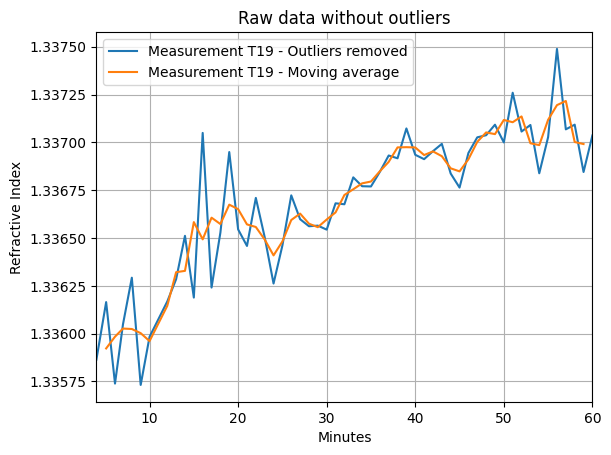 Raw data without outliers
Measurement T19 - Outliers removed
Measurement T19 - Moving average
1.33750
1.33725
1.33700
1.33675
1.33650
1.33625
1.33600
1.33575
Refractive Index
10 20 30 40 50 60
Minutes